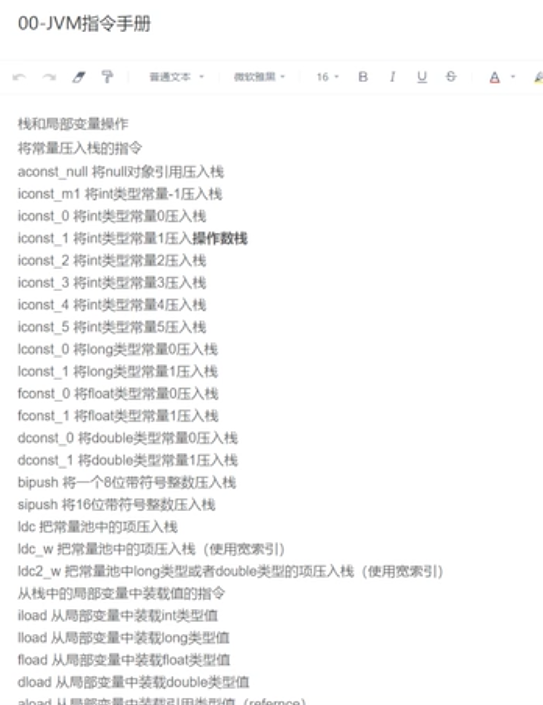 00-JVM指令手册
普通文本
微软雅黑
16
B
I
U
S
A
栈和局部变量操作
将常量压入栈的指令
aconst_null 将null对象引用压入栈
iconst_m1 将int类型常量-1压入栈
iconst_0 将int类型常量0压入栈
iconst_1 将int类型常量1压入操作数栈
iconst_2 将int类型常量2压入栈
iconst_3 将int类型常量3压入栈
iconst_4 将int类型常量4压入栈
iconst_5 将int类型常量5压入栈
lconst_0 将long类型常量0压入栈
lconst_1 将long类型常量1压入栈
fconst_0 将float类型常量0压入栈
fconst_1 将float类型常量1压入栈
dconst_0 将double类型常量0压入栈
dconst_1 将double类型常量1压入栈
bipush 将一个8位带符号整数压入栈
sipush 将16位带符号整数压入栈
ldc 把常量池中的项压入栈
ldc_w 把常量池中的项压入栈（使用宽索引）
ldc2_w 把常量池中long类型或者double类型的项压入栈（使用宽索引）
从栈中的局部变量中装载值的指令
iload 从局部变量中装载int类型值
lload 从局部变量中装载long类型值
fload 从局部变量中装载float类型值
dload 从局部变量中装载double类型值
aload 从局部变量中装载引用类型值（refernce）